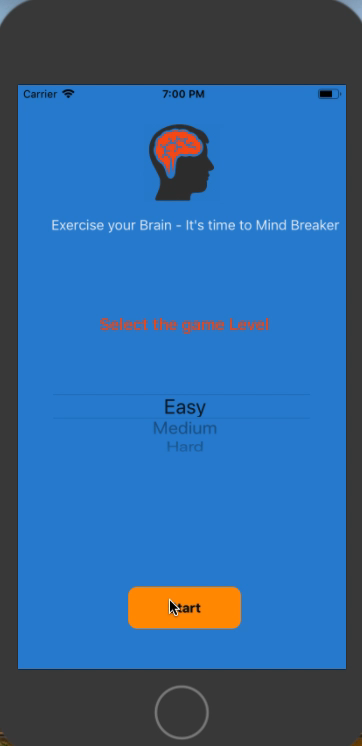 Carrier
7:00 PM
Exercise your Brain - It's time to Mind Breaker
Select the game Level
Easy
Medium
Hard
Start